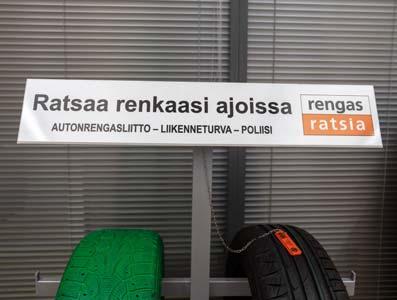 Ratsaa renkaasi ajoissa
AUTONRENGASLIITTO – LIIKENNETURVA – POLIISI
rengas
ratsia